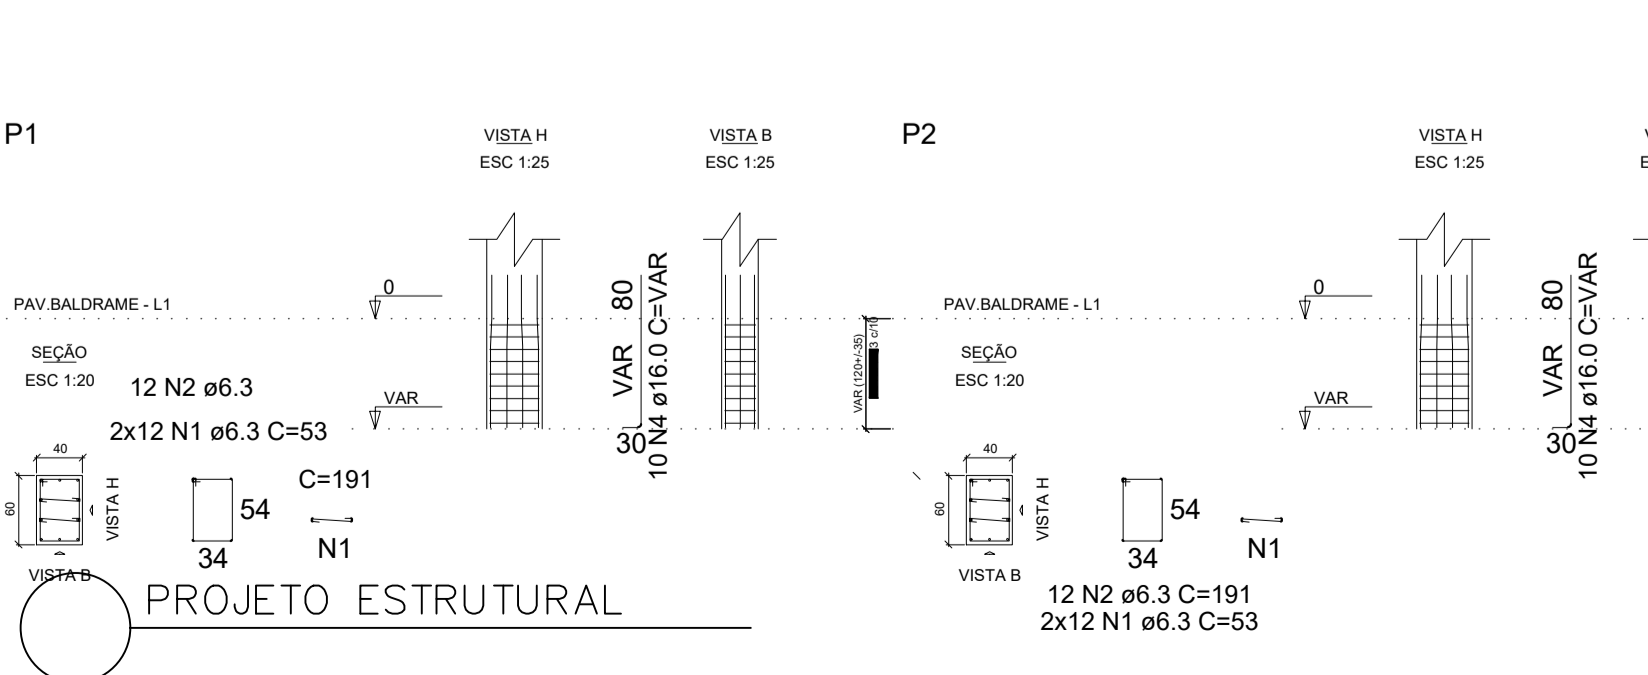 P1
VISTA H
ESC 1:25
VISTA B
ESC 1:25
PAV.BALDRAME - L1
0
VAR
SEÇÃO
ESC 1:20
12 N2 ø6.3
2x12 N1 ø6.3 C=53
C=191
40
60
VISTA H
VISTA B
54
34
N1
80
VAR
30
10 N4 ø16.0 C=VAR
VAR (120+/-35)
PROJETO ESTRUTURAL
P2
VISTA H
ESC 1:25
PAV.BALDRAME - L1
0
VAR
SEÇÃO
ESC 1:20
40
60
VISTA H
VISTA B
54
34
N1
12 N2 ø6.3 C=191
2x12 N1 ø6.3 C=53
80
VAR
30
10 N4 ø16.0 C=VAR